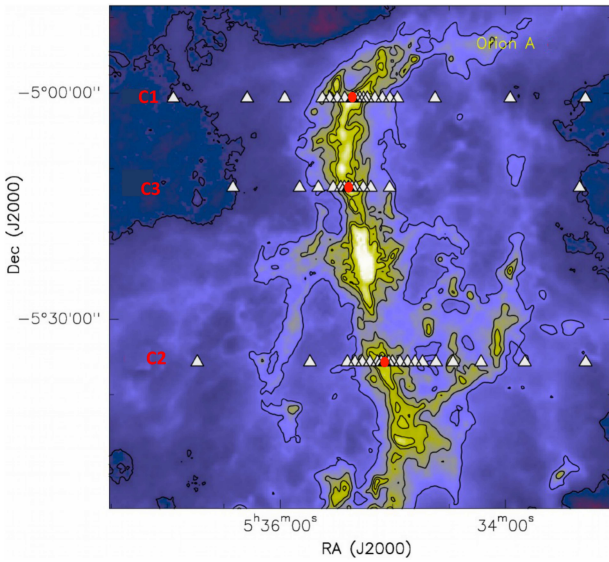 Orion A
−5°00′00″
C1
C3
Dec (J2000)
−5°30′00″
C2
5ʰ36ᵐ00ˢ
34ᵐ00ˢ
RA (J2000)